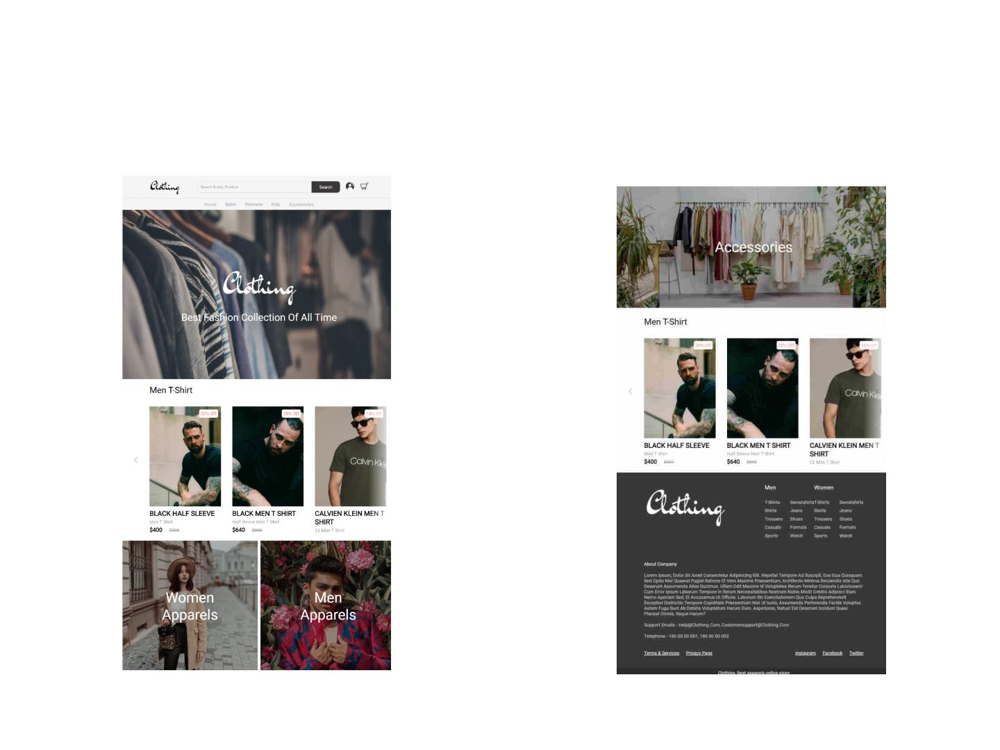 Clothing
Search Brand, Product
Search
Home Seller Womens Kids Accessories
Clothing
Best Fashion Collection Of All Time
Men T-Shirt
20% Off
20% Off
14% Off
Calvin Kle
BLACK HALF SLEEVE
Men T Shirt
$400 $500
BLACK MEN T SHIRT
Half Sleeve Men T Shirt
$640 $800
CALVIEN KLEIN MEN T
SHIRT
Ck Men T Shirt
Women
Apparels
Men
Apparels
Accessories
Men T-Shirt
20% Off
20% Off
14% Off
Calvin Kle
BLACK HALF SLEEVE
Men T Shirt
$400 $500
BLACK MEN T SHIRT
Half Sleeve Men T Shirt
$640 $800
CALVIEN KLEIN MEN T
SHIRT
Ck Men T Shirt
Clothing
Men Women
T-Shirts Sweatshirts T-Shirts Sweatshirts
Shirts Jeans Shirts Jeans
Trousers Shoes Trousers Shoes
Casuals Formals Casuals Formals
Sports Watch Sports Watch
About Company
Lorem Ipsum, Dolor Sit Amet Consectetur Adipisicing Elit. Repellat Tempore Ad Suscipit, Eos Eius Quisquam
Sed Optio Nisi Quaerat Fugiat Ratione Et Vero Maxime Praesentium, Architecto Minima Reiciendis Iste Quo
Deserunt Assumenda Alias Ducimus. Ullam Odit Maxime Id Voluptates Rerum Tenetur Corporis Laboriosam!
Cum Error Ipsum Laborum Tempore In Rerum Necessitatibus Nostrum Nobis Modi! Debitis Adipisci Illum
Nemo Aperiam Sed, Et Accusamus Ut Officiis. Laborum Illo Exercitationem Quo Culpa Reprehenderit
Excepturi Distinctio Tempore Cupiditate Praesentium Nisi Ut Iusto, Assumenda Perferendis Facilis Voluptas
Autem Fuga Sunt Ab Debitis Voluptatum Harum Eum. Asperiores, Natus! Est Deserunt Incidunt Quasi
Placeat Omnis, Itaque Harum?
Support Emails - Help@Clothing.Com, Customersupport@Clothing.Com
Telephone - 180 00 00 001, 180 00 00 002
Terms & Services Privacy Page Instagram Facebook Twitter
Clothing, Best apparels online store